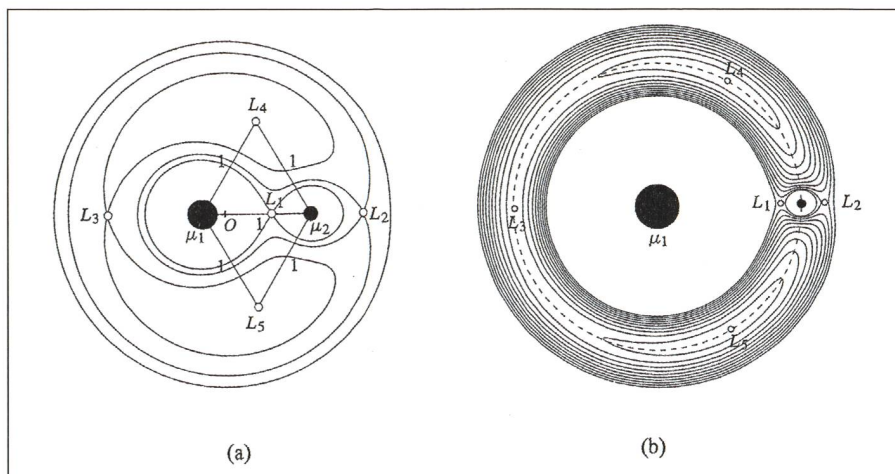 L₄
1 1
L₁
L₃ μ₁ O 1 μ₂ L₂
1 1
L₅
(a)
L₄
L₃ μ₁ L₁ L₂
L₅
(b)